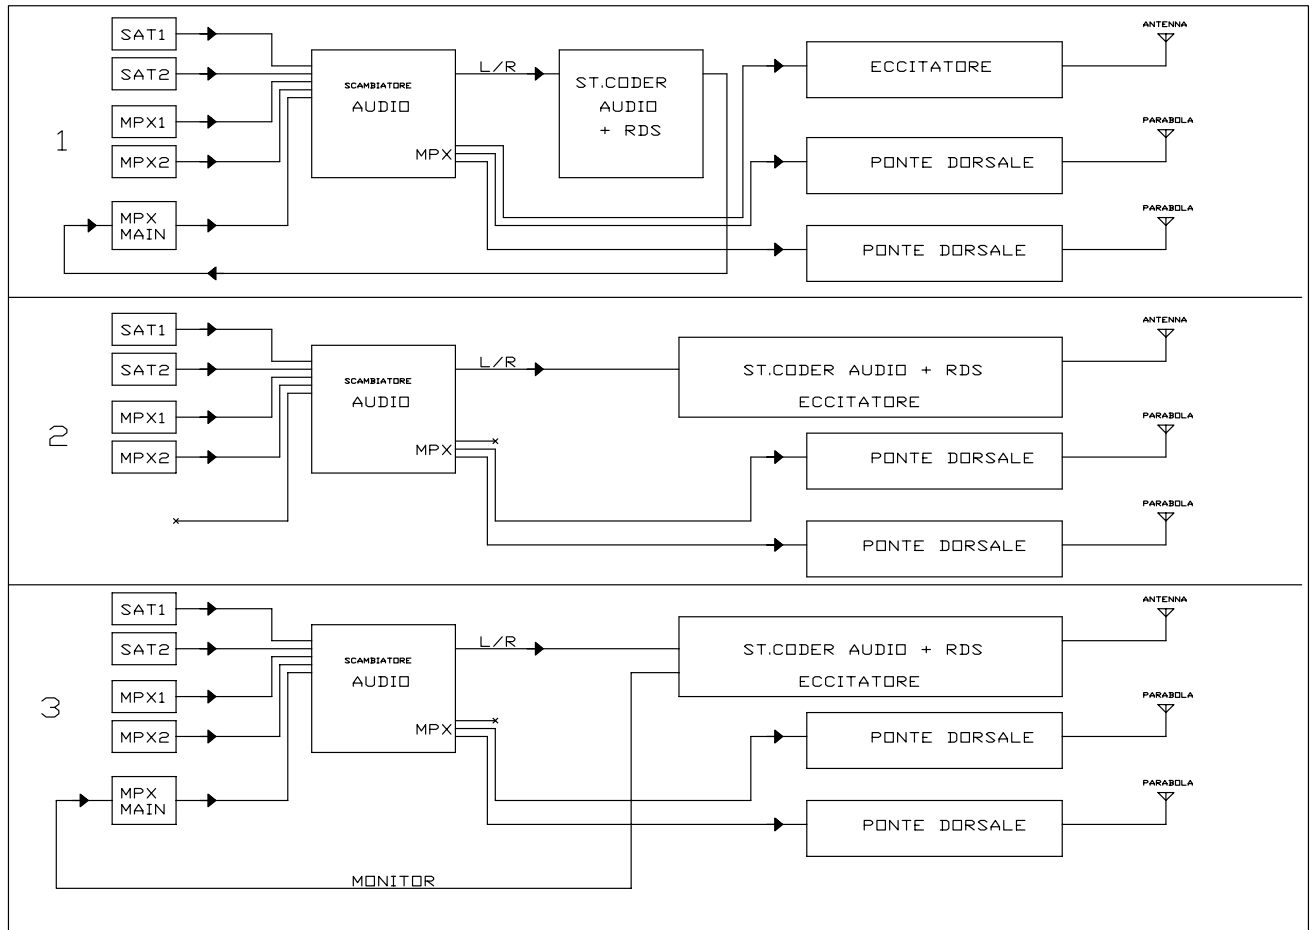 1
SAT1
SAT2
MPX1
MPX2
MPX
MAIN
SCAMBIATORE
AUDIO
MPX
L/R
ST.CODER
AUDIO
+ RDS
ECCITATORE
ANTENNA
PONTE DORSALE
PARABOLA
PONTE DORSALE
PARABOLA
2
SAT1
SAT2
MPX1
MPX2
SCAMBIATORE
AUDIO
MPX
L/R
ST.CODER AUDIO + RDS
ECCITATORE
ANTENNA
PONTE DORSALE
PARABOLA
PONTE DORSALE
PARABOLA
3
SAT1
SAT2
MPX1
MPX2
MPX
MAIN
SCAMBIATORE
AUDIO
MPX
L/R
ST.CODER AUDIO + RDS
ECCITATORE
ANTENNA
PONTE DORSALE
PARABOLA
PONTE DORSALE
PARABOLA
MONITOR